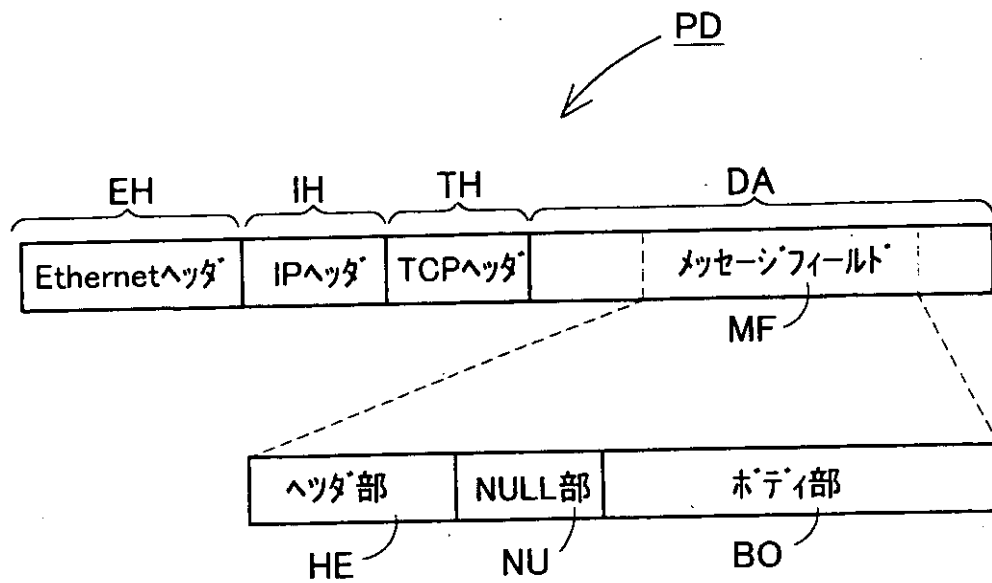 PD
EH IH TH DA
Ethernetヘッダ IPヘッダ TCPヘッダ メッセージフィールド
MF
ヘッダ部 NULL部 ボディ部
HE NU BO